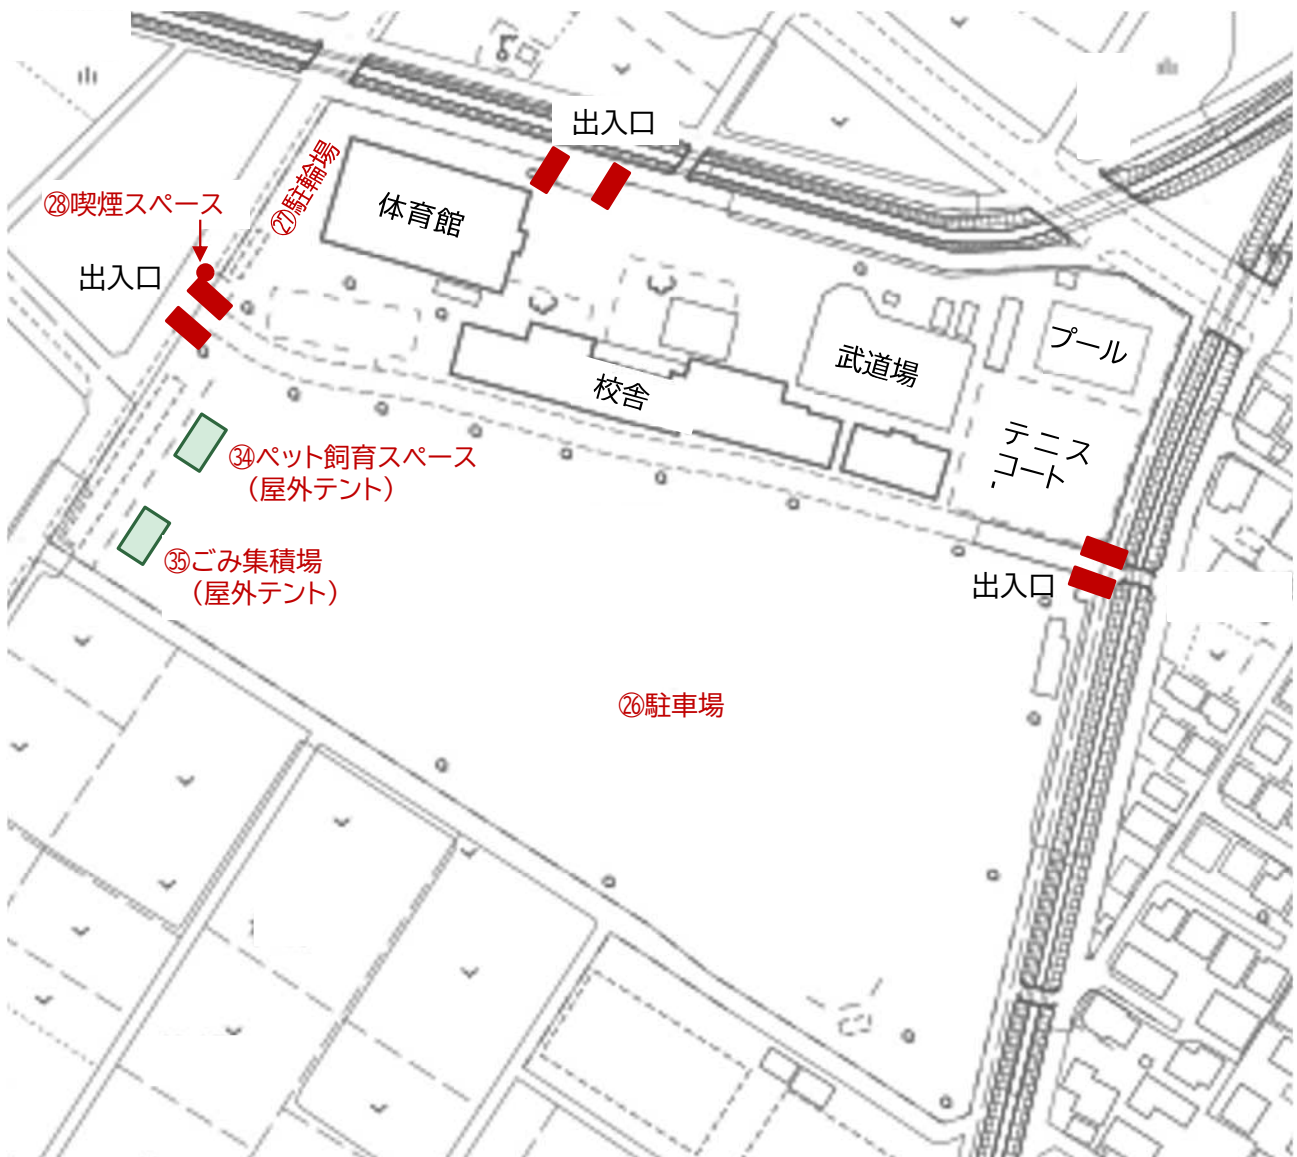 出入口
㉗駐輪場
体育館
㉘喫煙スペース
出入口
プール
武道場
校舎
テニス
コート
㉞ペット飼育スペース
（屋外テント）
㉟ごみ集積場
（屋外テント）
出入口
㉖駐車場